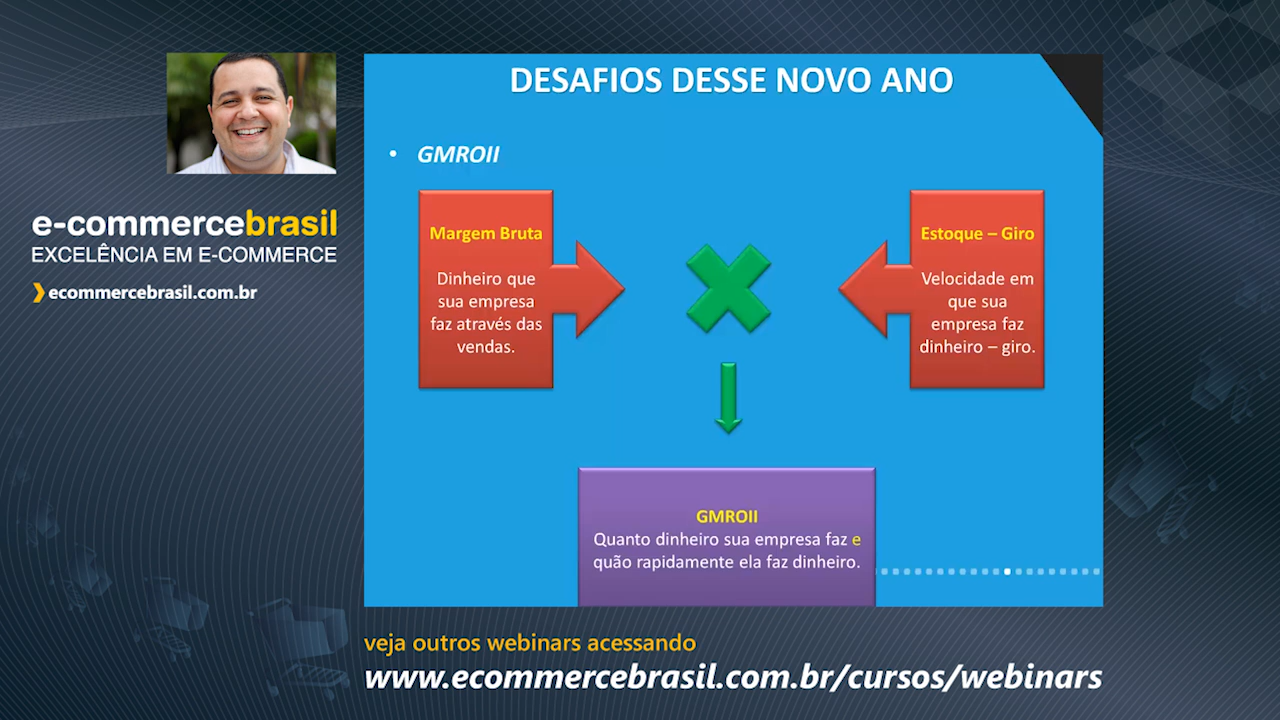 e-commercebrasil
EXCELÊNCIA EM E-COMMERCE
ecommercebrasil.com.br
DESAFIOS DESSE NOVO ANO
• GMROII
Margem Bruta
Dinheiro que
sua empresa
faz através das
vendas.
Estoque – Giro
Velocidade em
que sua
empresa faz
dinheiro – giro.
GMROII
Quanto dinheiro sua empresa faz e
quão rapidamente ela faz dinheiro.
veja outros webinars acessando
www.ecommercebrasil.com.br/cursos/webinars